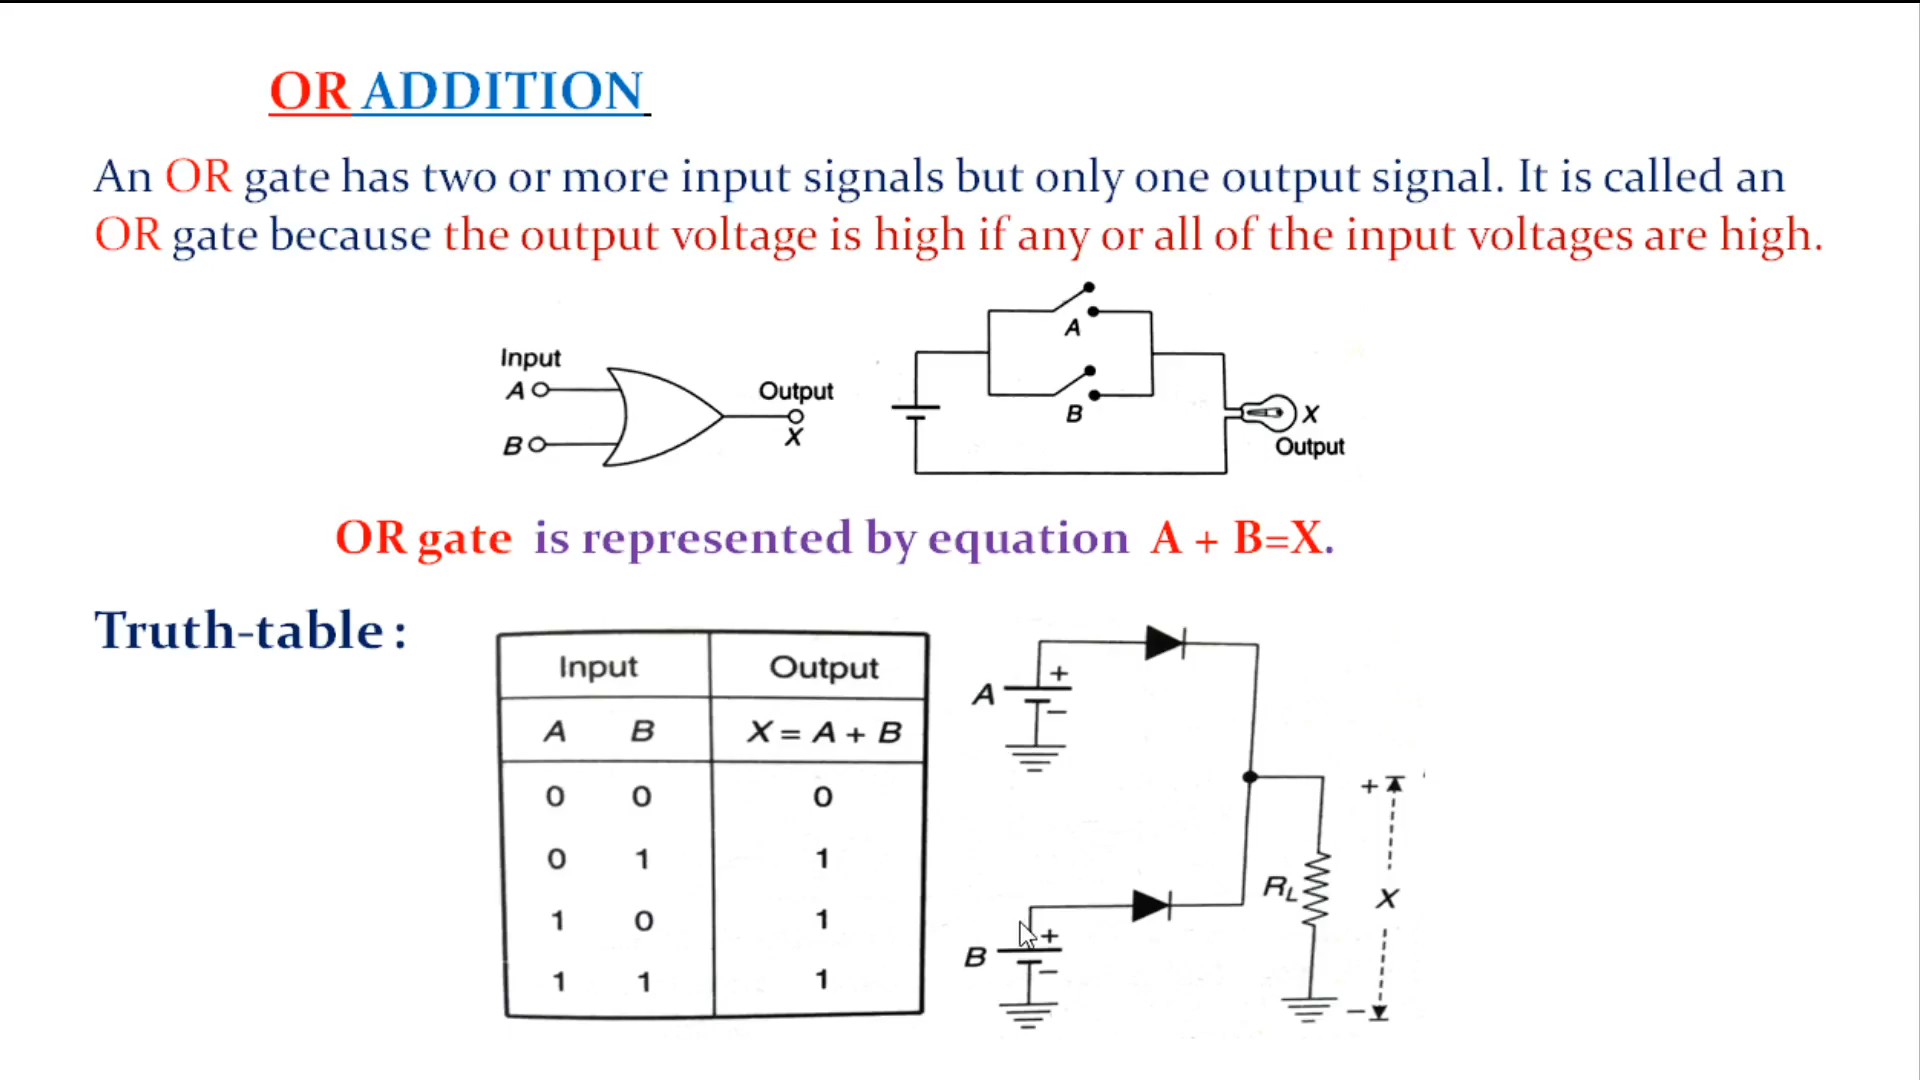 OR ADDITION
An OR gate has two or more input signals but only one output signal. It is called an
OR gate because the output voltage is high if any or all of the input voltages are high.
Input
A
B
Output
X
A
B
X
Output
OR gate is represented by equation A + B=X.
Truth-table :
Input Output
A B X = A + B
0 0 0
0 1 1
1 0 1
1 1 1
A + −
B + −
RL
+
X
−